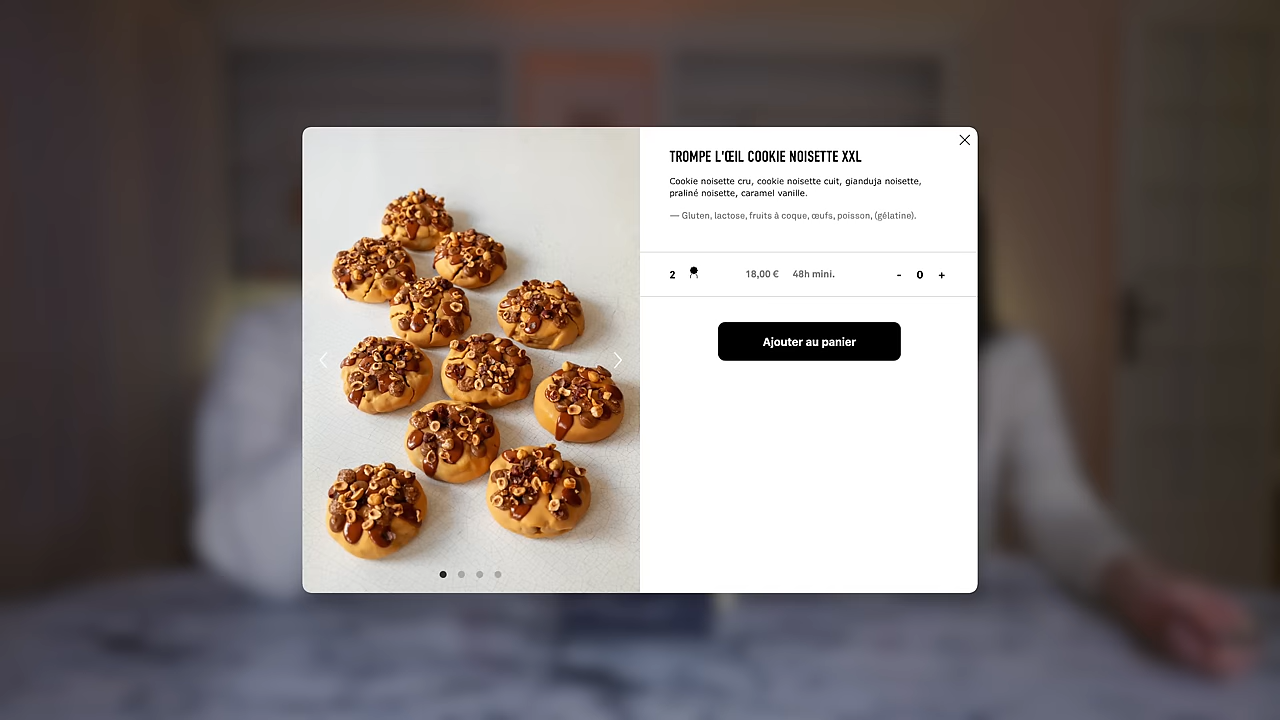 TROMPE L'ŒIL COOKIE NOISETTE XXL
Cookie noisette cru, cookie noisette cuit, gianduja noisette,
praliné noisette, caramel vanille.
— Gluten, lactose, fruits à coque, œufs, poisson, (gélatine).
2 18,00 € 48h mini. - 0 +
Ajouter au panier